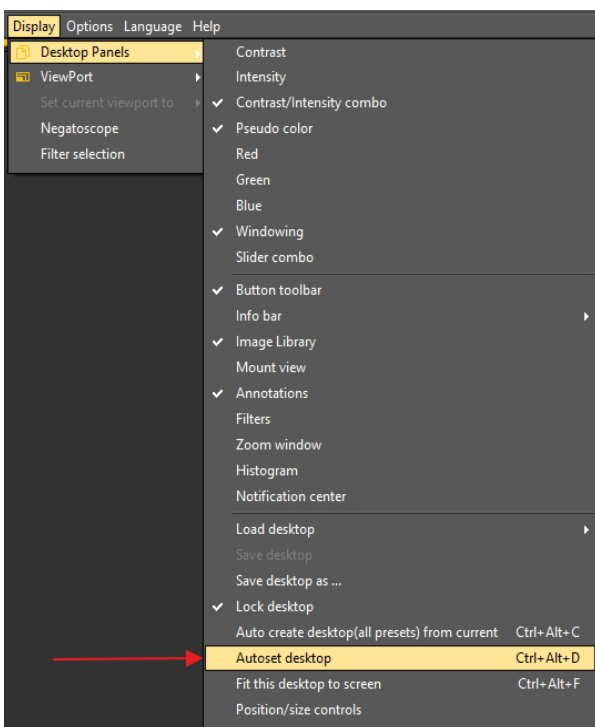 Display Options Language Help
Desktop Panels
ViewPort
Set current viewport to
Negatoscope
Filter selection
Contrast
Intensity
Contrast/Intensity combo
Pseudo color
Red
Green
Blue
Windowing
Slider combo
Button toolbar
Info bar
Image Library
Mount view
Annotations
Filters
Zoom window
Histogram
Notification center
Load desktop
Save desktop
Save desktop as ...
Lock desktop
Auto create desktop(all presets) from current Ctrl+Alt+C
Autoset desktop Ctrl+Alt+D
Fit this desktop to screen Ctrl+Alt+F
Position/size controls